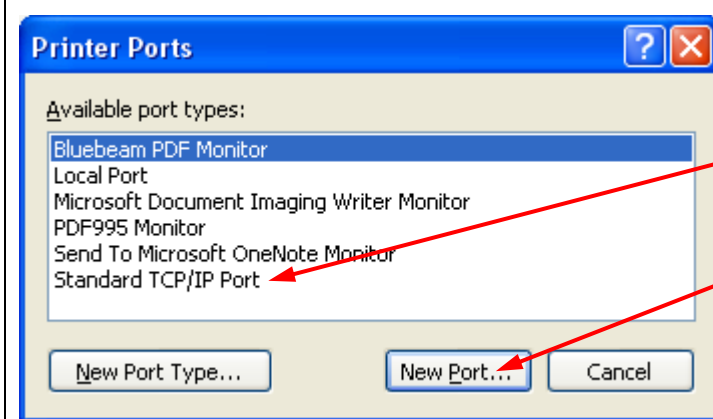 Printer Ports
Available port types:
Bluebeam PDF Monitor
Local Port
Microsoft Document Imaging Writer Monitor
PDF995 Monitor
Send To Microsoft OneNote Monitor
Standard TCP/IP Port
New Port Type... New Port... Cancel